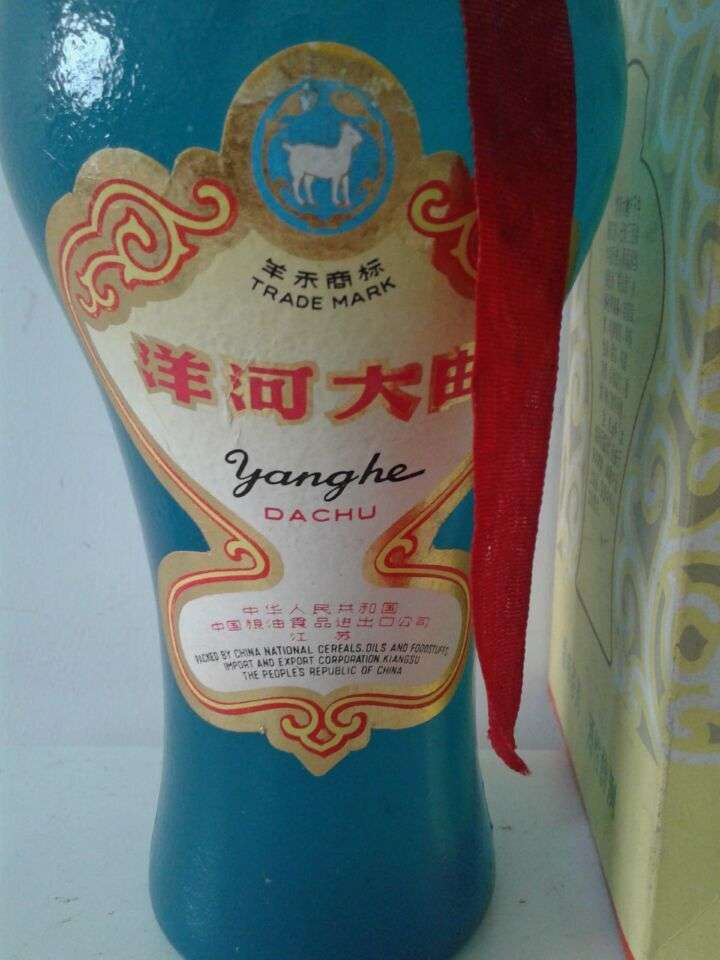 羊禾商标
TRADE MARK
洋河大曲
Yanghe
DACHU
中华人民共和国
中国粮油食品进出口公司
江苏
PACKED BY CHINA NATIONAL CEREALS, OILS AND FOODSTUFFS
IMPORT AND EXPORT CORPORATION, KIANGSU
THE PEOPLE'S REPUBLIC OF CHINA